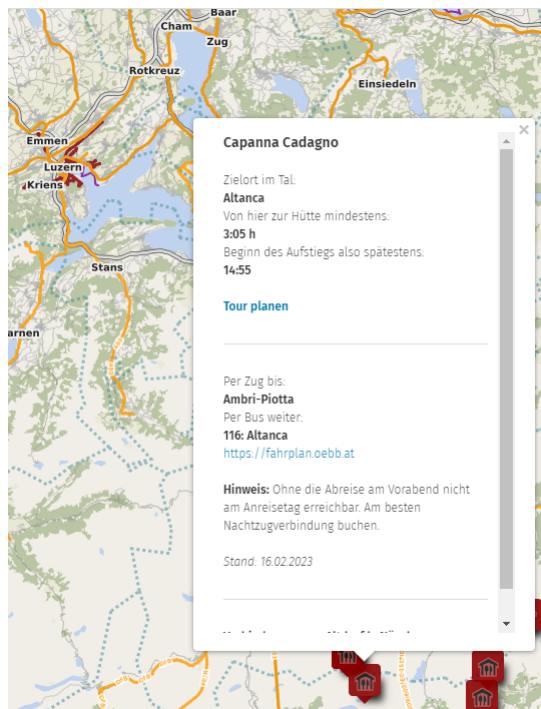 Baar
Cham
Zug
Rotkreuz
Einsiedeln
Emmen
Luzern
Kriens
Stans
arnen
×
Capanna Cadagno
Zielort im Tal:
Altanca
Von hier zur Hütte mindestens:
3:05 h
Beginn des Aufstiegs also spätestens:
14:55
Tour planen
Per Zug bis:
Ambri-Piotta
Per Bus weiter:
116: Altanca
https://fahrplan.oebb.at
Hinweis: Ohne die Abreise am Vorabend nicht
am Anreisetag erreichbar. Am besten
Nachtzugverbindung buchen.
Stand: 16.02.2023